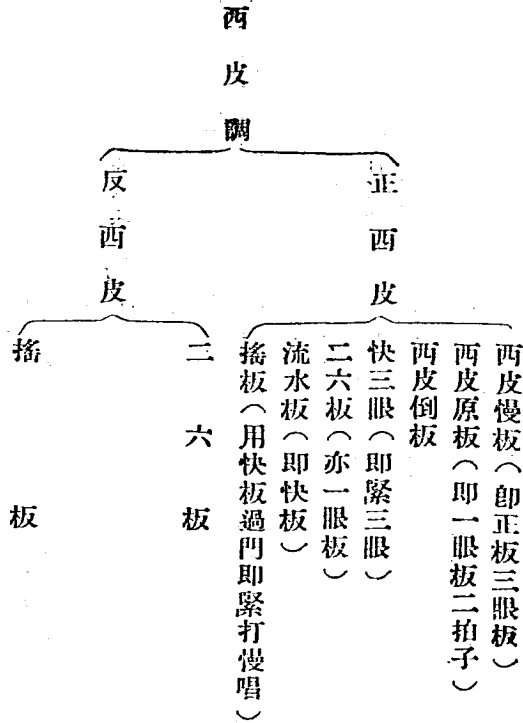 西皮調
正西皮
西皮慢板（即正板三眼板）
西皮原板（即一眼板二拍子）
西皮倒板
快三眼（即緊三眼）
二六板（亦一眼板）
流水板（即快板）
搖板（用快板過門即緊打慢唱）
反西皮
二六板
搖板